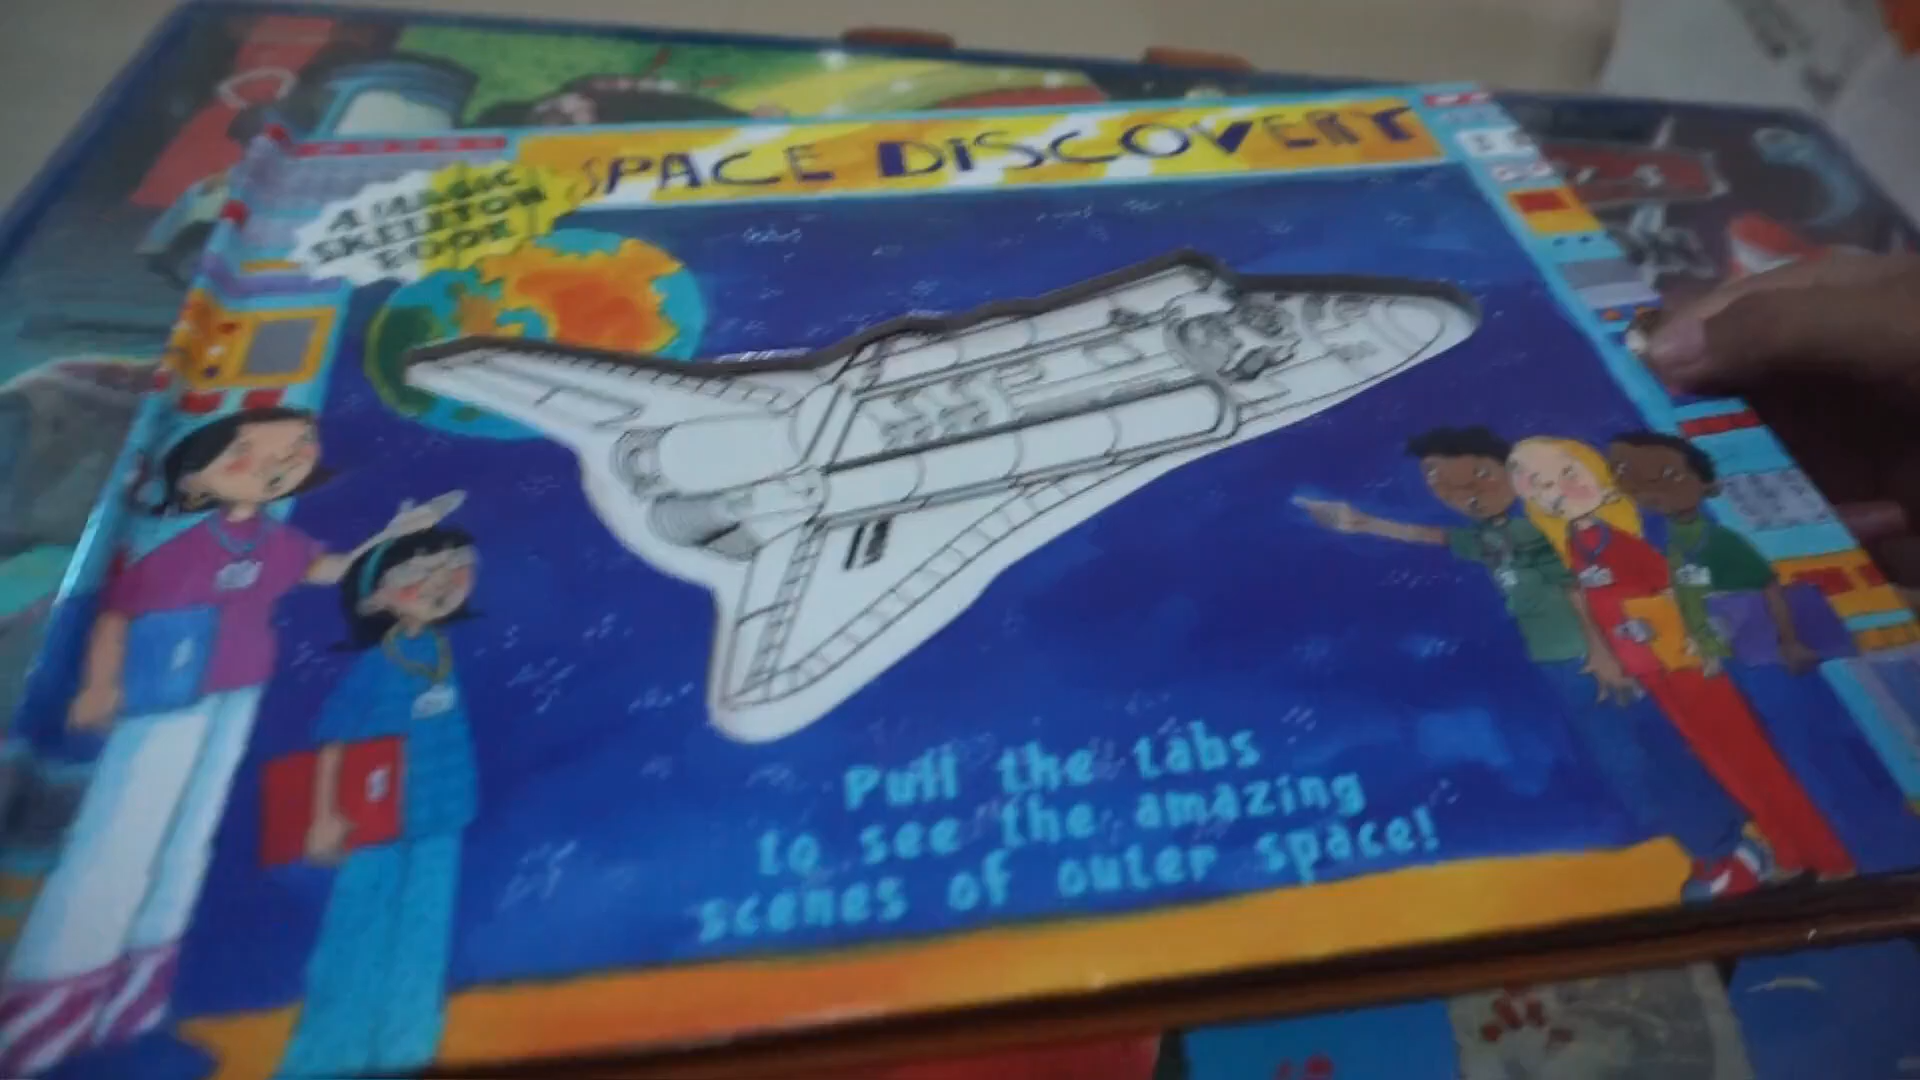 SPACE DISCOVERY
A MAGIC
SKELETON
BOOK
Pull the tabs
to see the amazing
scenes of outer space!